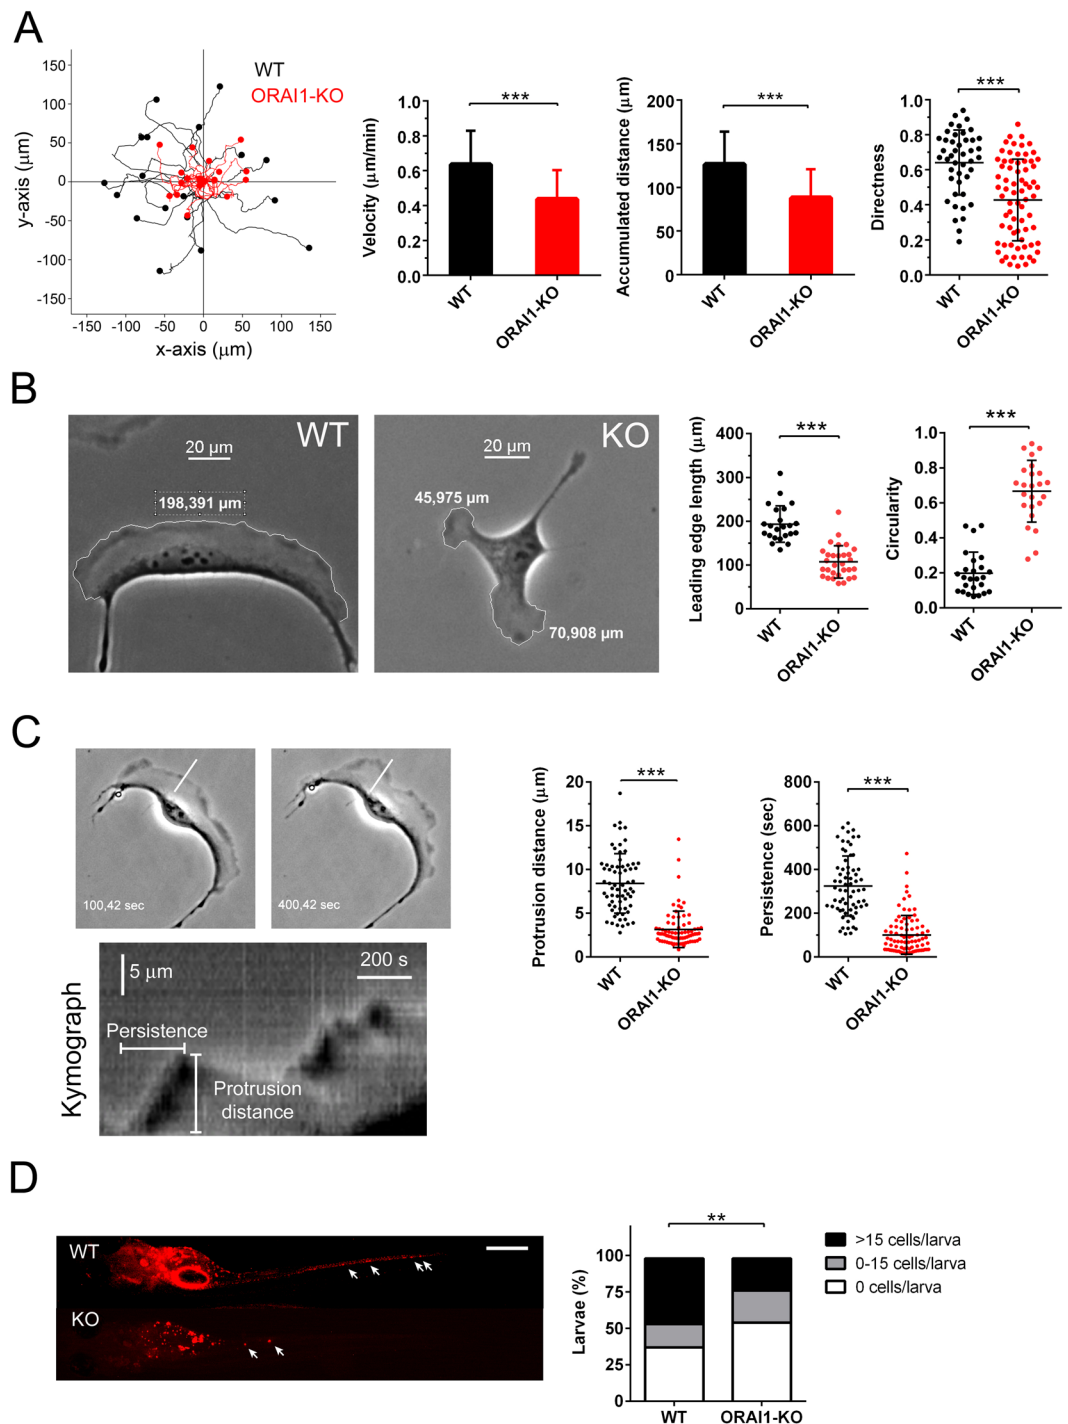 A
WT
ORAI1-KO
y-axis (μm)
150
100
50
0
-50
-100
-150
-150 -100 -50 0 50 100 150
x-axis (μm)
Velocity (μm/min)
1.0
0.8
0.6
0.4
0.2
0.0
***
WT
ORAI1-KO
Accumulated distance (μm)
200
150
100
50
0
***
WT
ORAI1-KO
Directness
1.0
0.8
0.6
0.4
0.2
0.0
***
WT
ORAI1-KO
B
WT
20 μm
198,391 μm
KO
20 μm
45,975 μm
70,908 μm
Leading edge length (μm)
400
300
200
100
0
***
WT
ORAI1-KO
Circularity
1.0
0.8
0.6
0.4
0.2
0.0
***
WT
ORAI1-KO
C
100,42 sec
400,42 sec
Kymograph
5 μm
200 s
Persistence
Protrusion
distance
Protrusion distance (μm)
20
15
10
5
0
***
WT
ORAI1-KO
Persistence (sec)
800
600
400
200
0
***
WT
ORAI1-KO
D
WT
KO
Larvae (%)
100
75
50
25
0
**
WT ORAI1-KO
>15 cells/larva
0-15 cells/larva
0 cells/larva